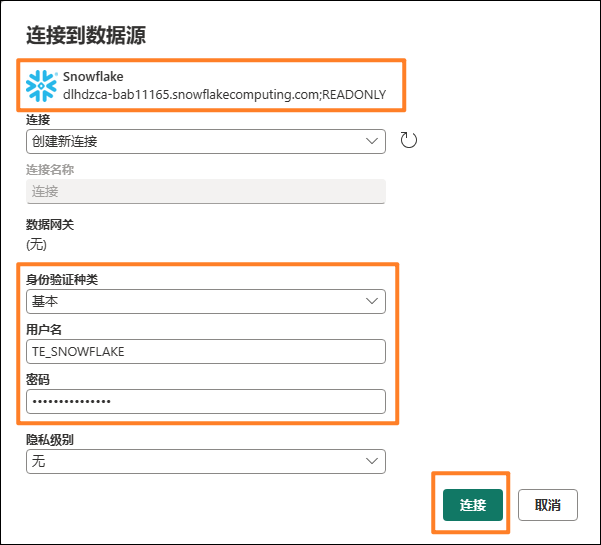 连接到数据源
Snowflake
dlhdzca-bab11165.snowflakecomputing.com;READONLY
连接
创建新连接
连接名称
连接
数据网关
(无)
身份验证种类
基本
用户名
TE_SNOWFLAKE
密码
•••••••••••••••
隐私级别
无
连接
取消